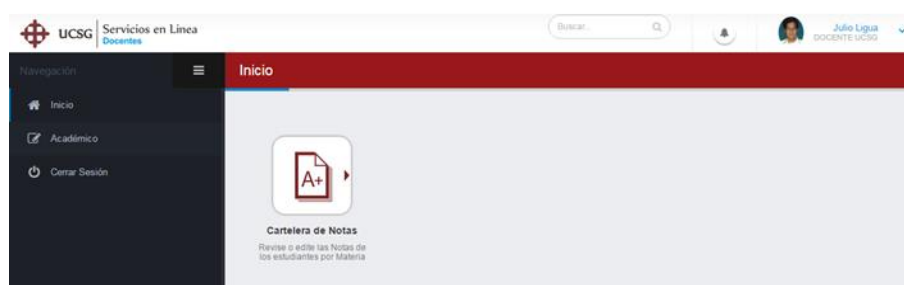 UCSG Servicios en Línea
Docentes
Buscar...
Julio Ligua
DOCENTE UCSG
Navegación
Inicio
Inicio
Académico
Cerrar Sesión
A+
Cartelera de Notas
Revise o edite las Notas de
los estudiantes por Materia